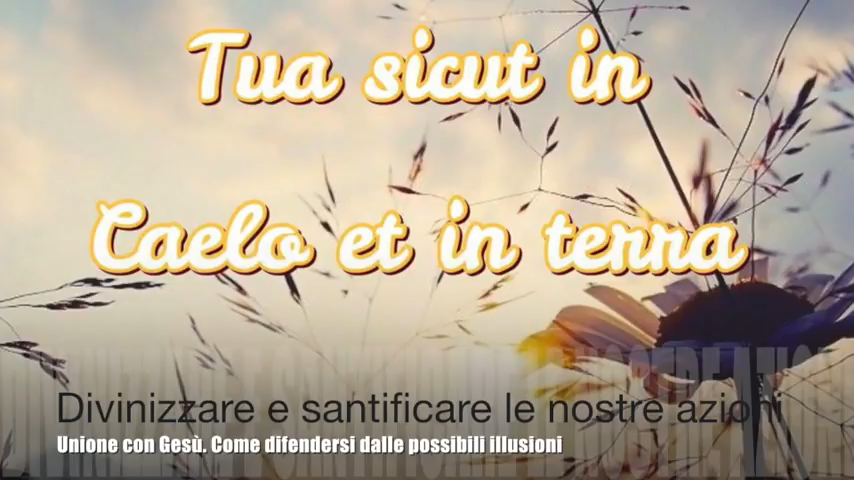 Tua sicut in
Caelo et in terra
Divinizzare e santificare le nostre azioni
Unione con Gesù. Come difendersi dalle possibili illusioni